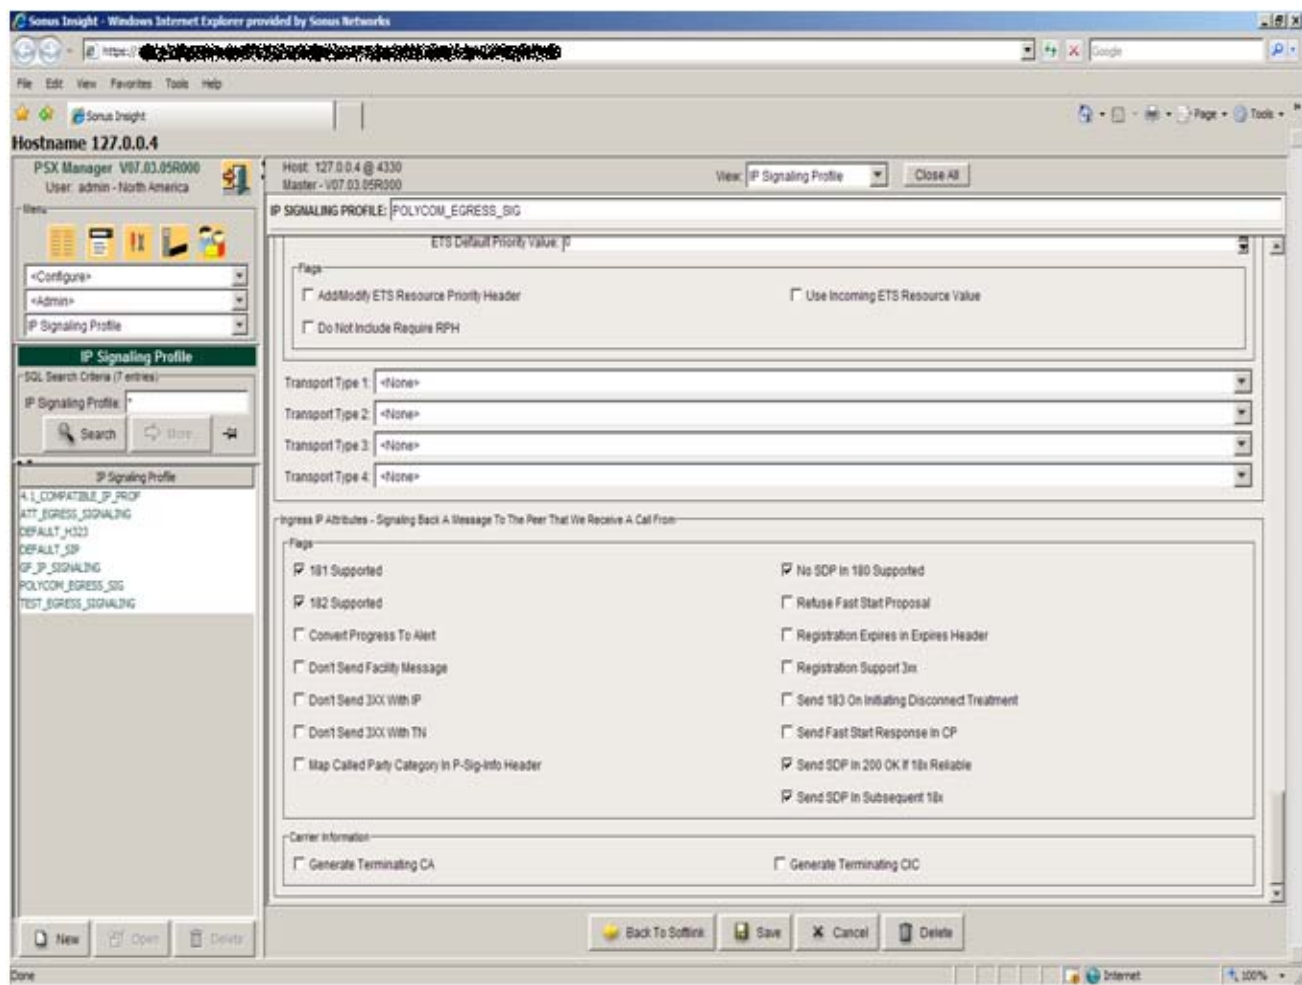 Sonus Insight - Windows Internet Explorer provided by Sonus Networks
https://
Google
File Edit View Favorites Tools Help
Sonus Insight
Page Tools
Hostname 127.0.0.4
PSX Manager V07.03.05R000
User: admin - North America
Host: 127.0.0.4 @ 4330
Master - V07.03.05R000
View: IP Signaling Profile
Close All
Menu
IP SIGNALING PROFILE: POLYCOM_EGRESS_SIG
<Configure>
<Admin>
IP Signaling Profile
IP Signaling Profile
SQL Search Criteria (7 entries)
IP Signaling Profile: *
Search
More...
IP Signaling Profile
4.1_COMPATIBLE_IP_PROF
ATT_EGRESS_SIGNALING
DEFAULT_H323
DEFAULT_SIP
GF_IP_SIGNALING
POLYCOM_EGRESS_SIG
TEST_EGRESS_SIGNALING
New
Open
Delete
ETS Default Priority Value: 0
Flags
Add/Modify ETS Resource Priority Header
Use Incoming ETS Resource Value
Do Not Include Require RPH
Transport Type 1: <None>
Transport Type 2: <None>
Transport Type 3: <None>
Transport Type 4: <None>
Ingress IP Attributes - Signaling Back A Message To The Peer That We Receive A Call From
Flags
181 Supported
No SDP In 180 Supported
182 Supported
Refuse Fast Start Proposal
Convert Progress To Alert
Registration Expires in Expires Header
Don't Send Facility Message
Registration Support 3xx
Don't Send 3XX With IP
Send 183 On Initiating Disconnect Treatment
Don't Send 3XX With TN
Send Fast Start Response In CP
Map Called Party Category In P-Sig-Info Header
Send SDP In 200 OK If 18x Reliable
Send SDP In Subsequent 18x
Carrier Information
Generate Terminating CA
Generate Terminating CIC
Back To Softlink
Save
Cancel
Delete
Done
Internet
100%